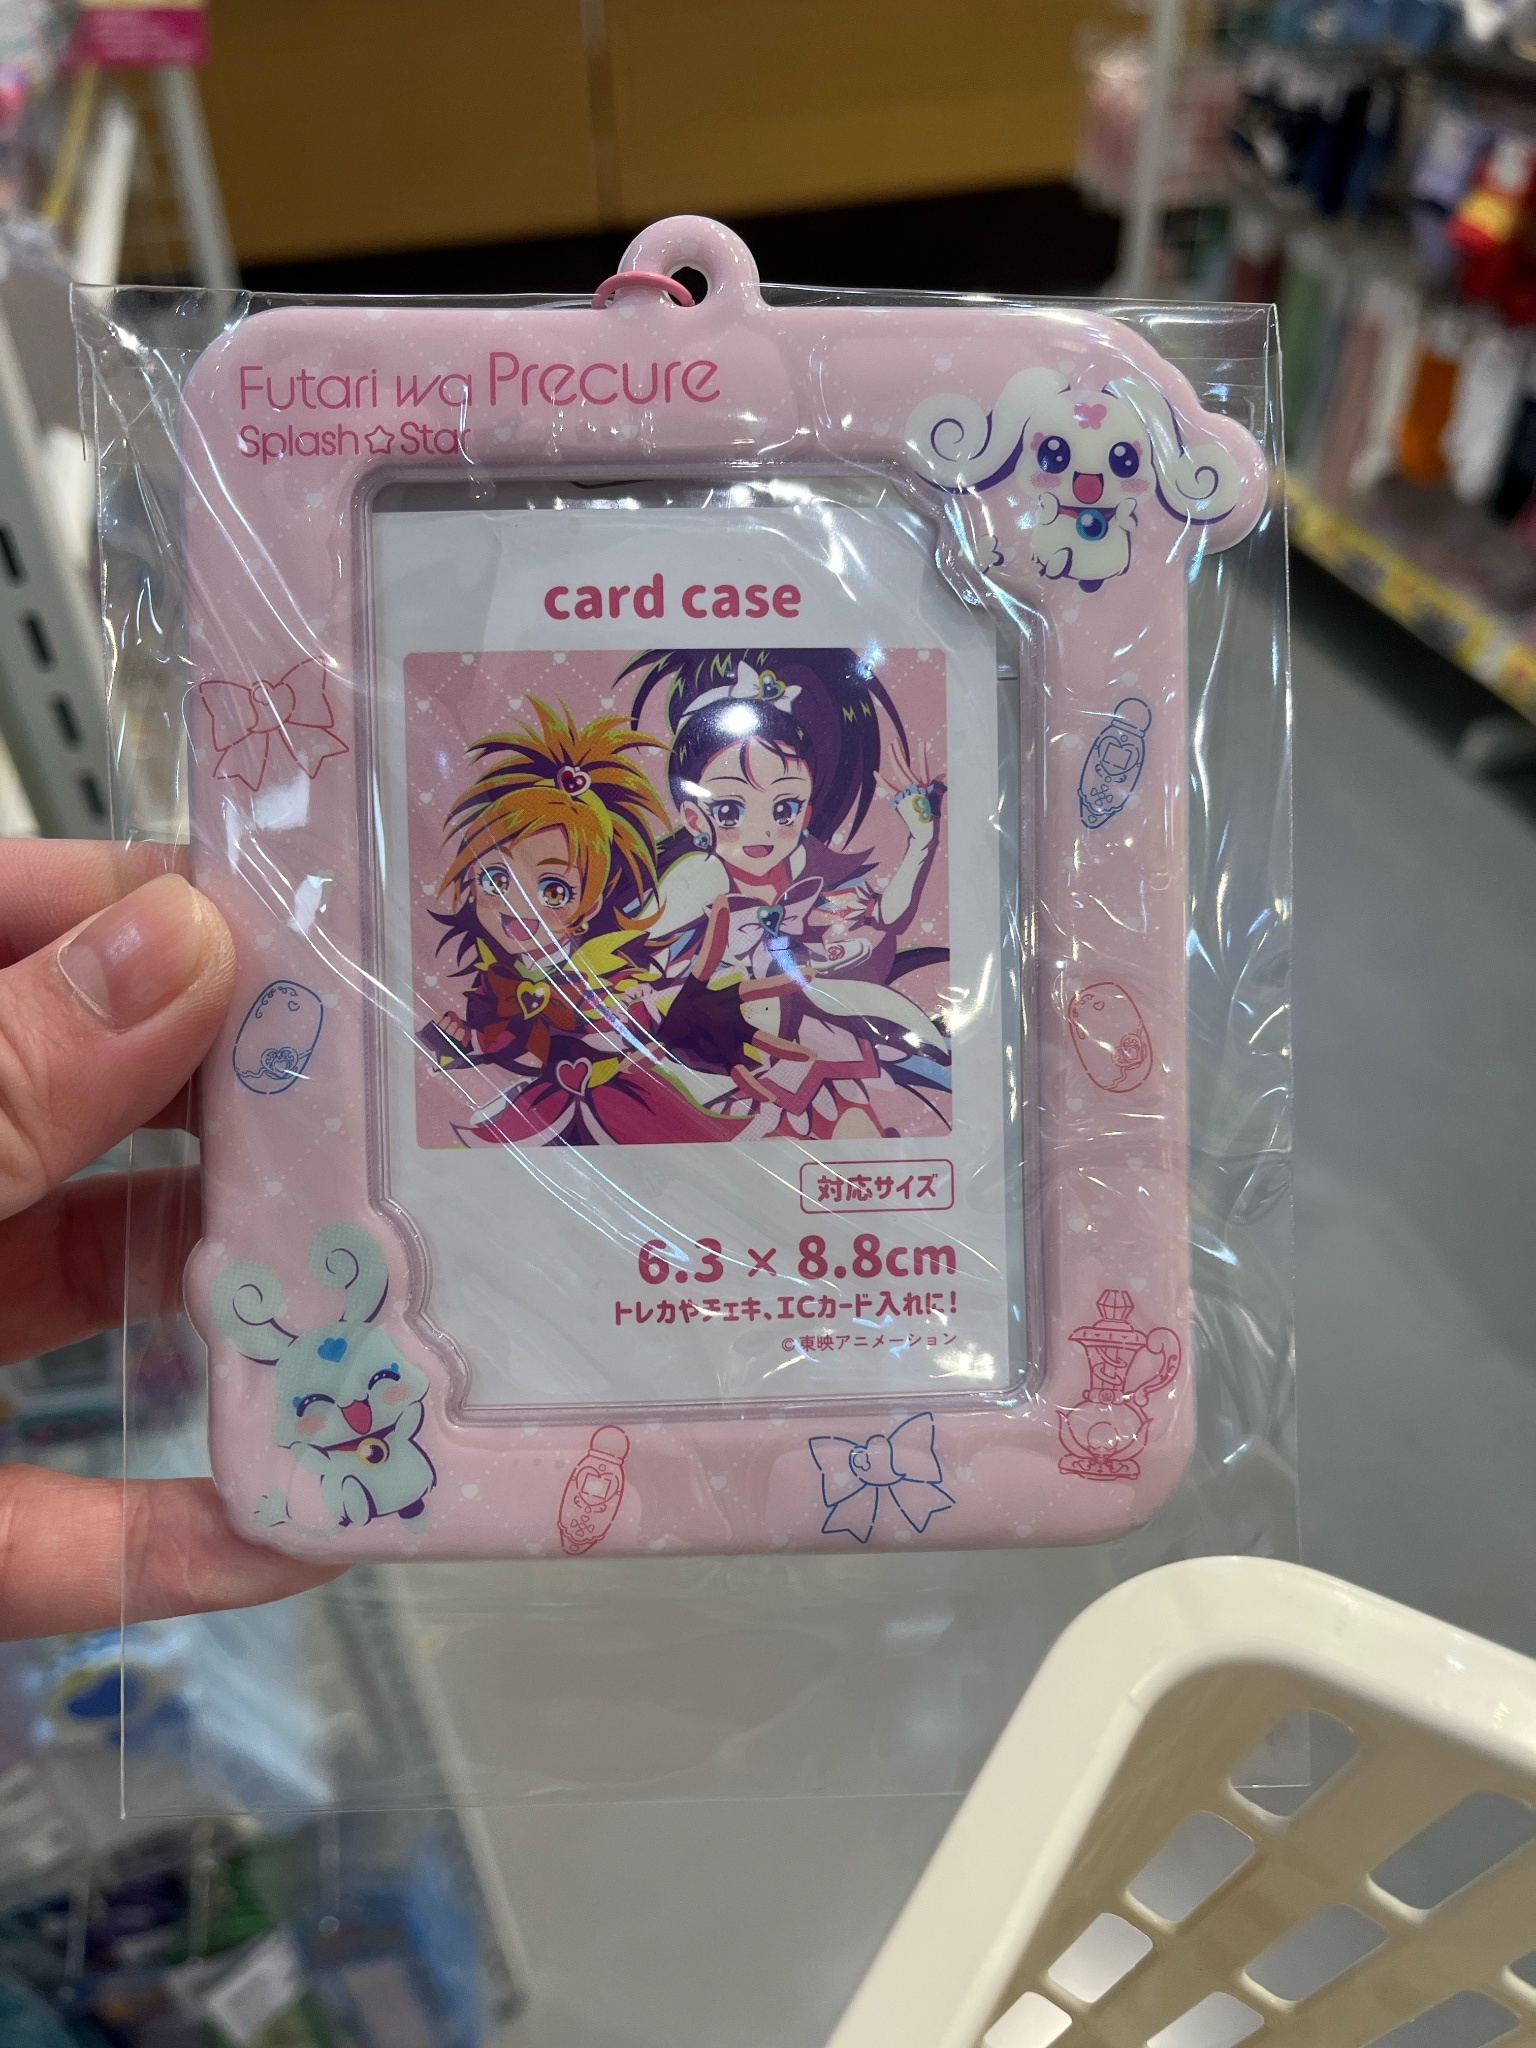 Futari wa Precure
Splash☆Star
card case
対応サイズ
6.3 × 8.8cm
トレカやチェキ、ICカード入れに!
©東映アニメーション